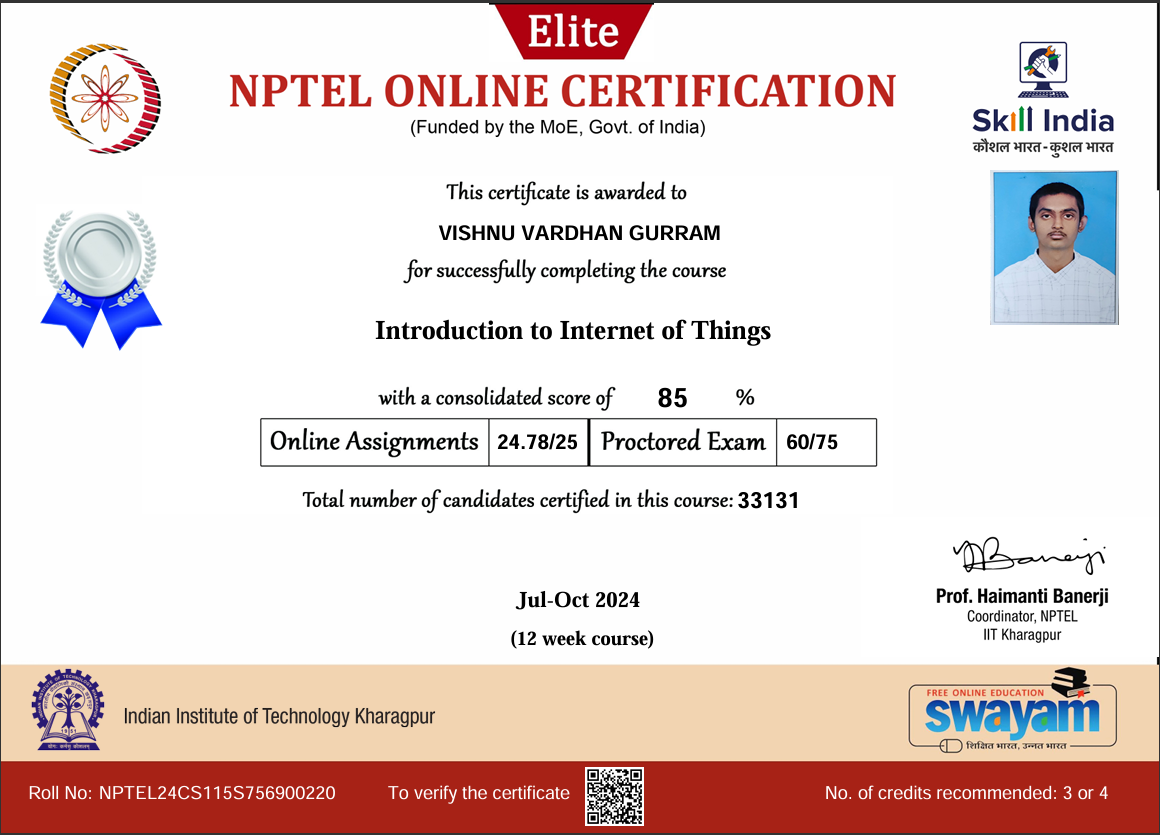 Elite
NPTEL ONLINE CERTIFICATION
(Funded by the MoE, Govt. of India)
Skill India
कौशल भारत - कुशल भारत
This certificate is awarded to
VISHNU VARDHAN GURRAM
for successfully completing the course
Introduction to Internet of Things
with a consolidated score of 85 %
Online Assignments 24.78/25 Proctored Exam 60/75
Total number of candidates certified in this course: 33131
Jul-Oct 2024
(12 week course)
Prof. Haimanti Banerji
Coordinator, NPTEL
IIT Kharagpur
Indian Institute of Technology Kharagpur
FREE ONLINE EDUCATION
swayam
शिक्षित भारत, उन्नत भारत
Roll No: NPTEL24CS115S756900220 To verify the certificate No. of credits recommended: 3 or 4